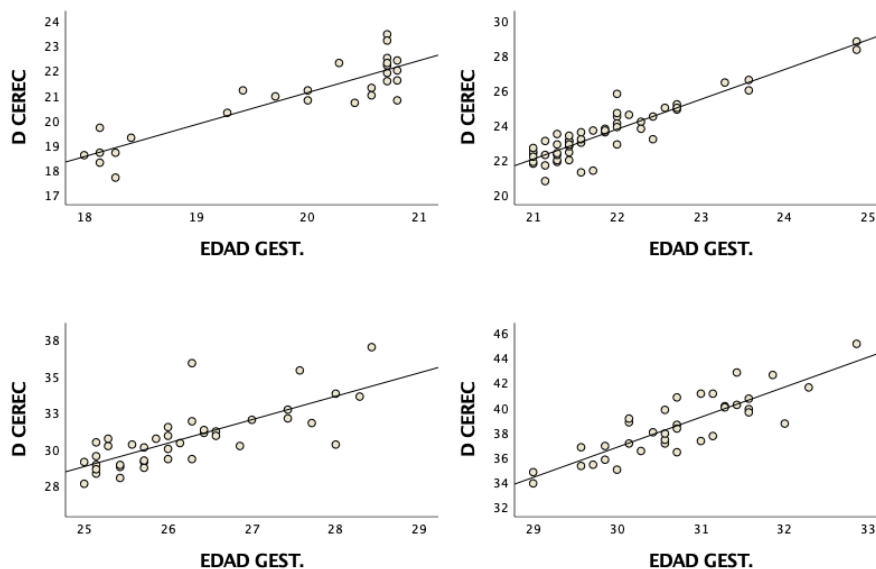 D CEREC
24
23
22
21
20
19
18
17
18 19 20 21
EDAD GEST.
D CEREC
30
28
26
24
22
20
21 22 23 24 25
EDAD GEST.
D CEREC
38
35
33
30
28
25 26 27 28 29
EDAD GEST.
D CEREC
46
44
42
40
38
36
34
32
29 30 31 32 33
EDAD GEST.